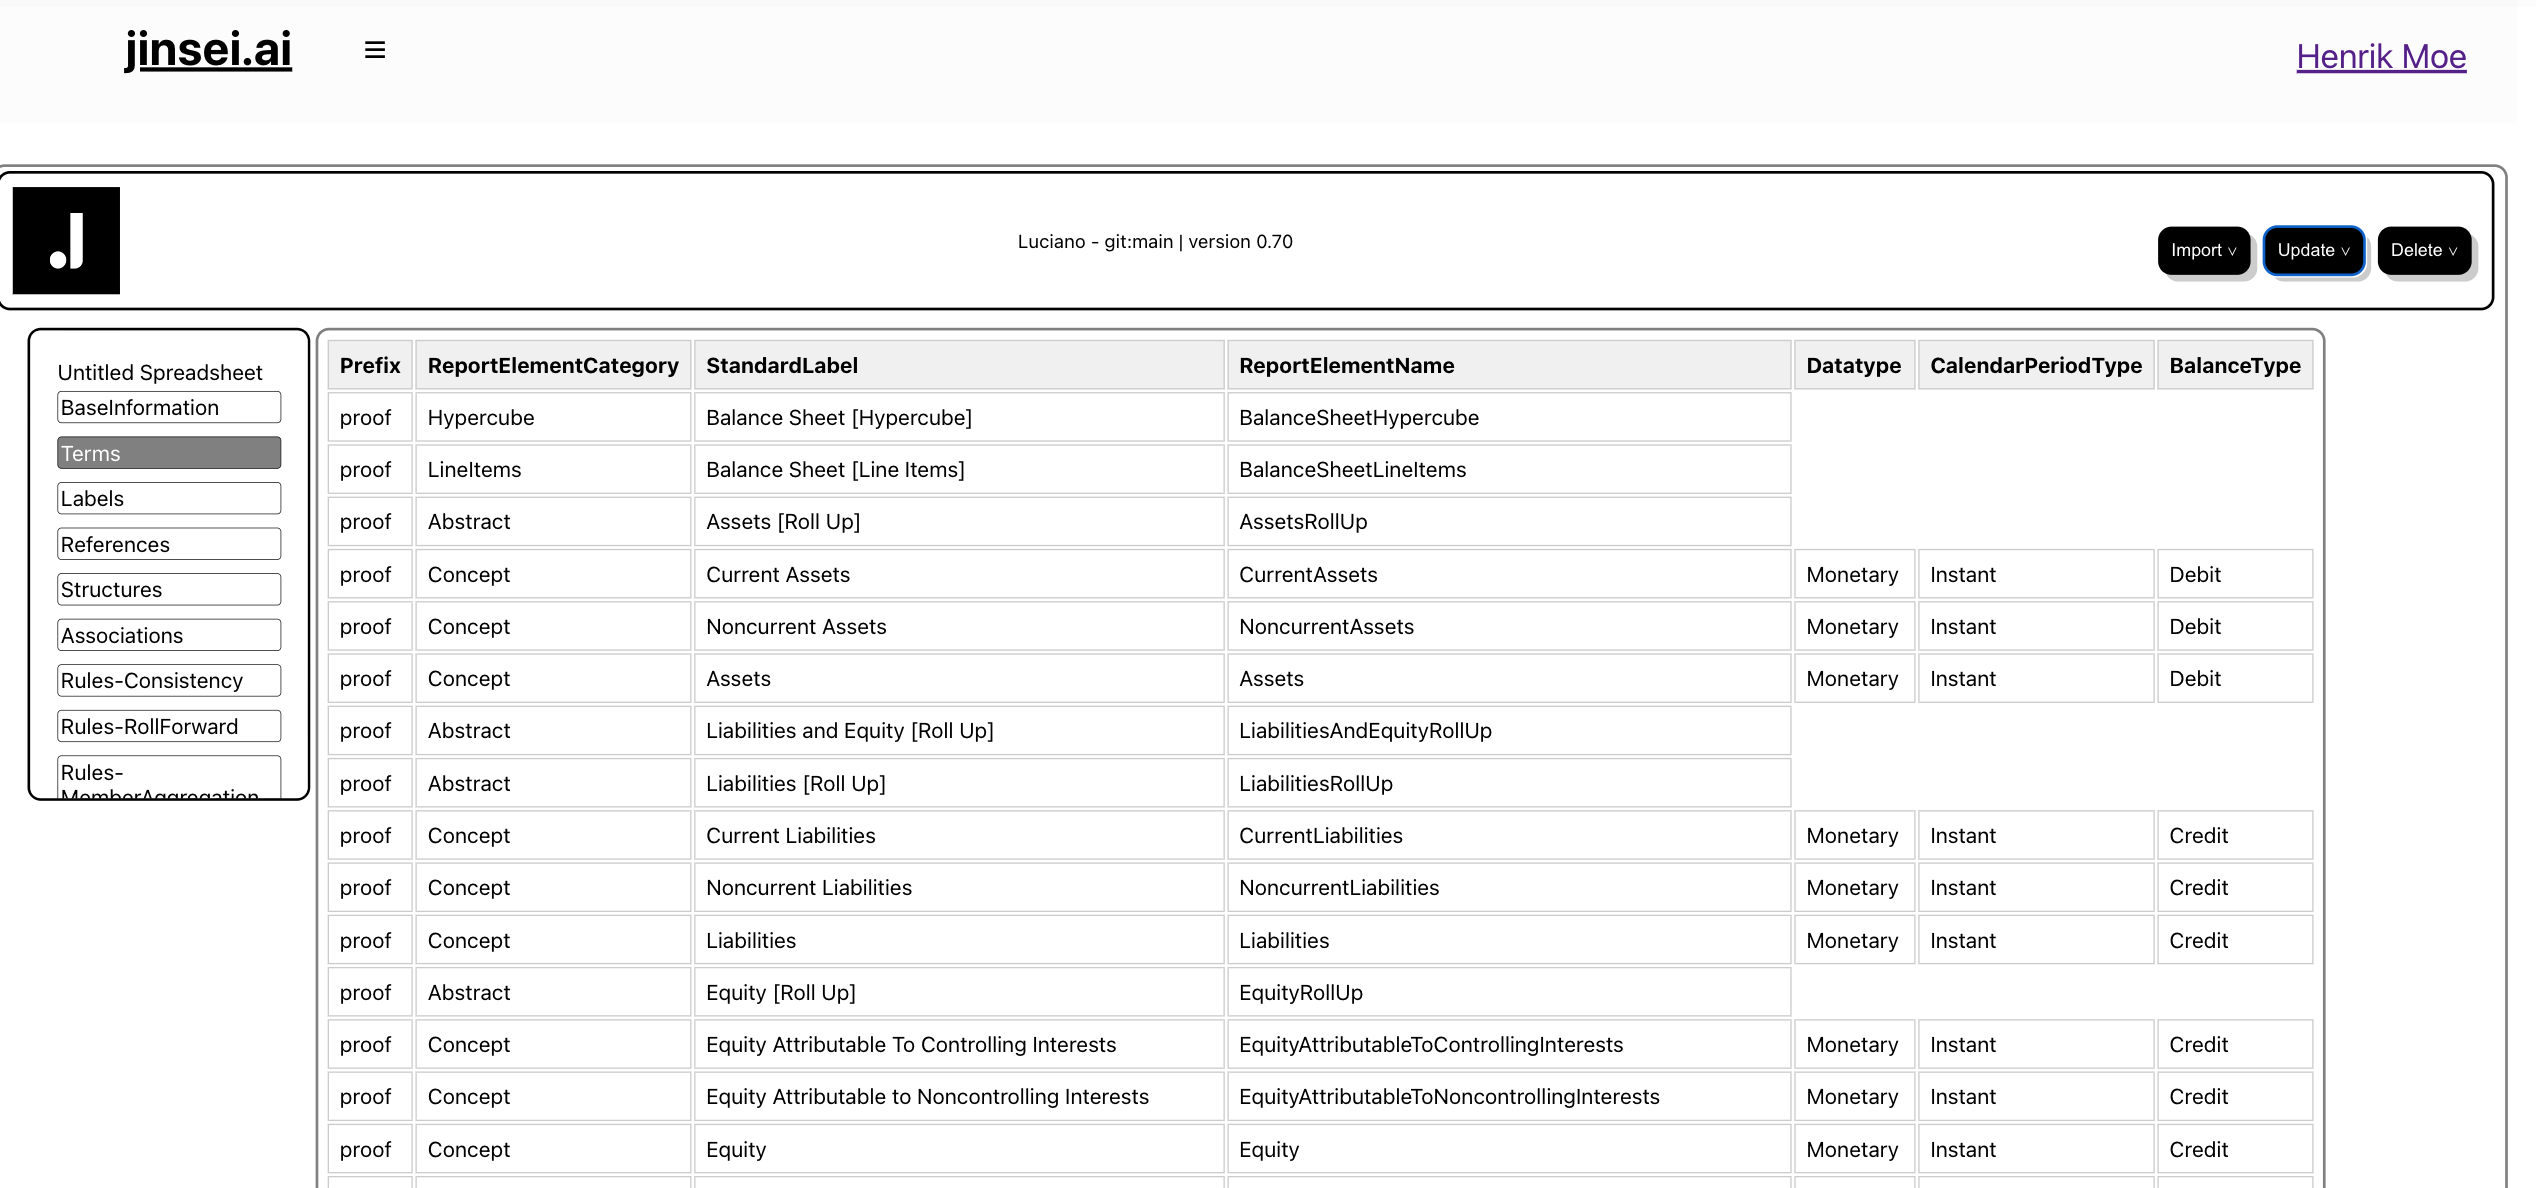 jinsei.ai ☰ Henrik Moe
J
Luciano - git:main | version 0.70
Import ˅ Update ˅ Delete ˅
Untitled Spreadsheet
BaseInformation
Terms
Labels
References
Structures
Associations
Rules-Consistency
Rules-RollForward
Rules-
MemberAggregation
Prefix ReportElementCategory StandardLabel ReportElementName Datatype CalendarPeriodType BalanceType
proof Hypercube Balance Sheet [Hypercube] BalanceSheetHypercube
proof LineItems Balance Sheet [Line Items] BalanceSheetLineItems
proof Abstract Assets [Roll Up] AssetsRollUp
proof Concept Current Assets CurrentAssets Monetary Instant Debit
proof Concept Noncurrent Assets NoncurrentAssets Monetary Instant Debit
proof Concept Assets Assets Monetary Instant Debit
proof Abstract Liabilities and Equity [Roll Up] LiabilitiesAndEquityRollUp
proof Abstract Liabilities [Roll Up] LiabilitiesRollUp
proof Concept Current Liabilities CurrentLiabilities Monetary Instant Credit
proof Concept Noncurrent Liabilities NoncurrentLiabilities Monetary Instant Credit
proof Concept Liabilities Liabilities Monetary Instant Credit
proof Abstract Equity [Roll Up] EquityRollUp
proof Concept Equity Attributable To Controlling Interests EquityAttributableToControllingInterests Monetary Instant Credit
proof Concept Equity Attributable to Noncontrolling Interests EquityAttributableToNoncontrollingInterests Monetary Instant Credit
proof Concept Equity Equity Monetary Instant Credit